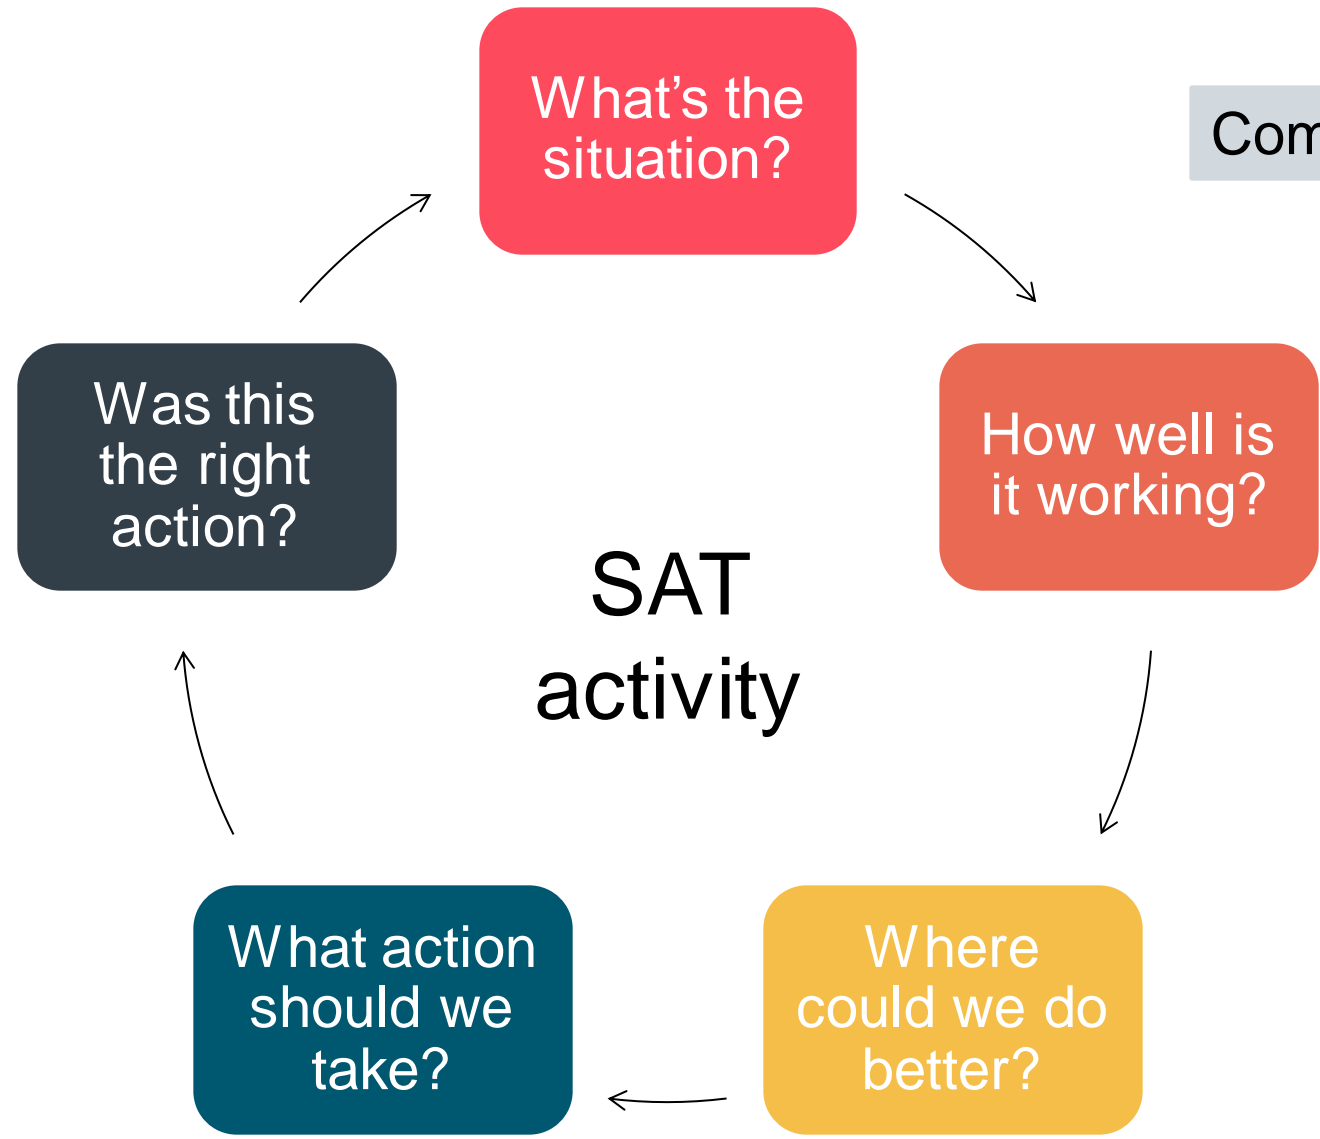 What’s the
situation?
How well is
it working?
Where
could we do
better?
What action
should we
take?
Was this
the right
action?
SAT
activity